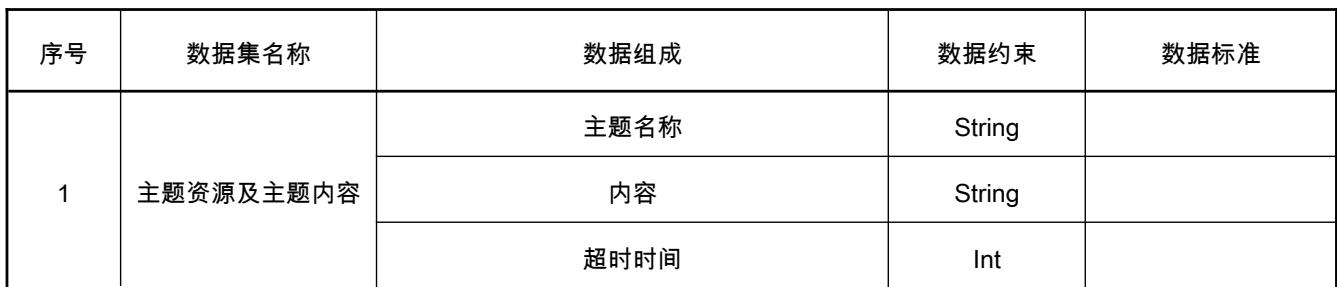 序号 数据集名称 数据组成 数据约束 数据标准
主题名称 String
1 主题资源及主题内容 内容 String
超时时间 Int